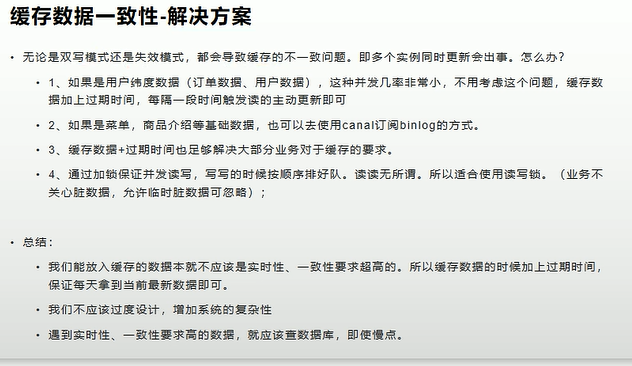 缓存数据一致性-解决方案
• 无论是双写模式还是失效模式，都会导致缓存的不一致问题。即多个实例同时更新会出事。怎么办？
• 1、如果是用户纬度数据（订单数据、用户数据），这种并发几率非常小，不用考虑这个问题，缓存数
据加上过期时间，每隔一段时间触发读的主动更新即可
• 2、如果是菜单，商品介绍等基础数据，也可以去使用canal订阅binlog的方式。
• 3、缓存数据+过期时间也足够解决大部分业务对于缓存的要求。
• 4、通过加锁保证并发读写，写写的时候按顺序排好队。读读无所谓。所以适合使用读写锁。（业务不
关心脏数据，允许临时脏数据可忽略）；
• 总结：
• 我们能放入缓存的数据本就不应该是实时性、一致性要求超高的。所以缓存数据的时候加上过期时间，
保证每天拿到当前最新数据即可。
• 我们不应该过度设计，增加系统的复杂性
• 遇到实时性、一致性要求高的数据，就应该查数据库，即使慢点。